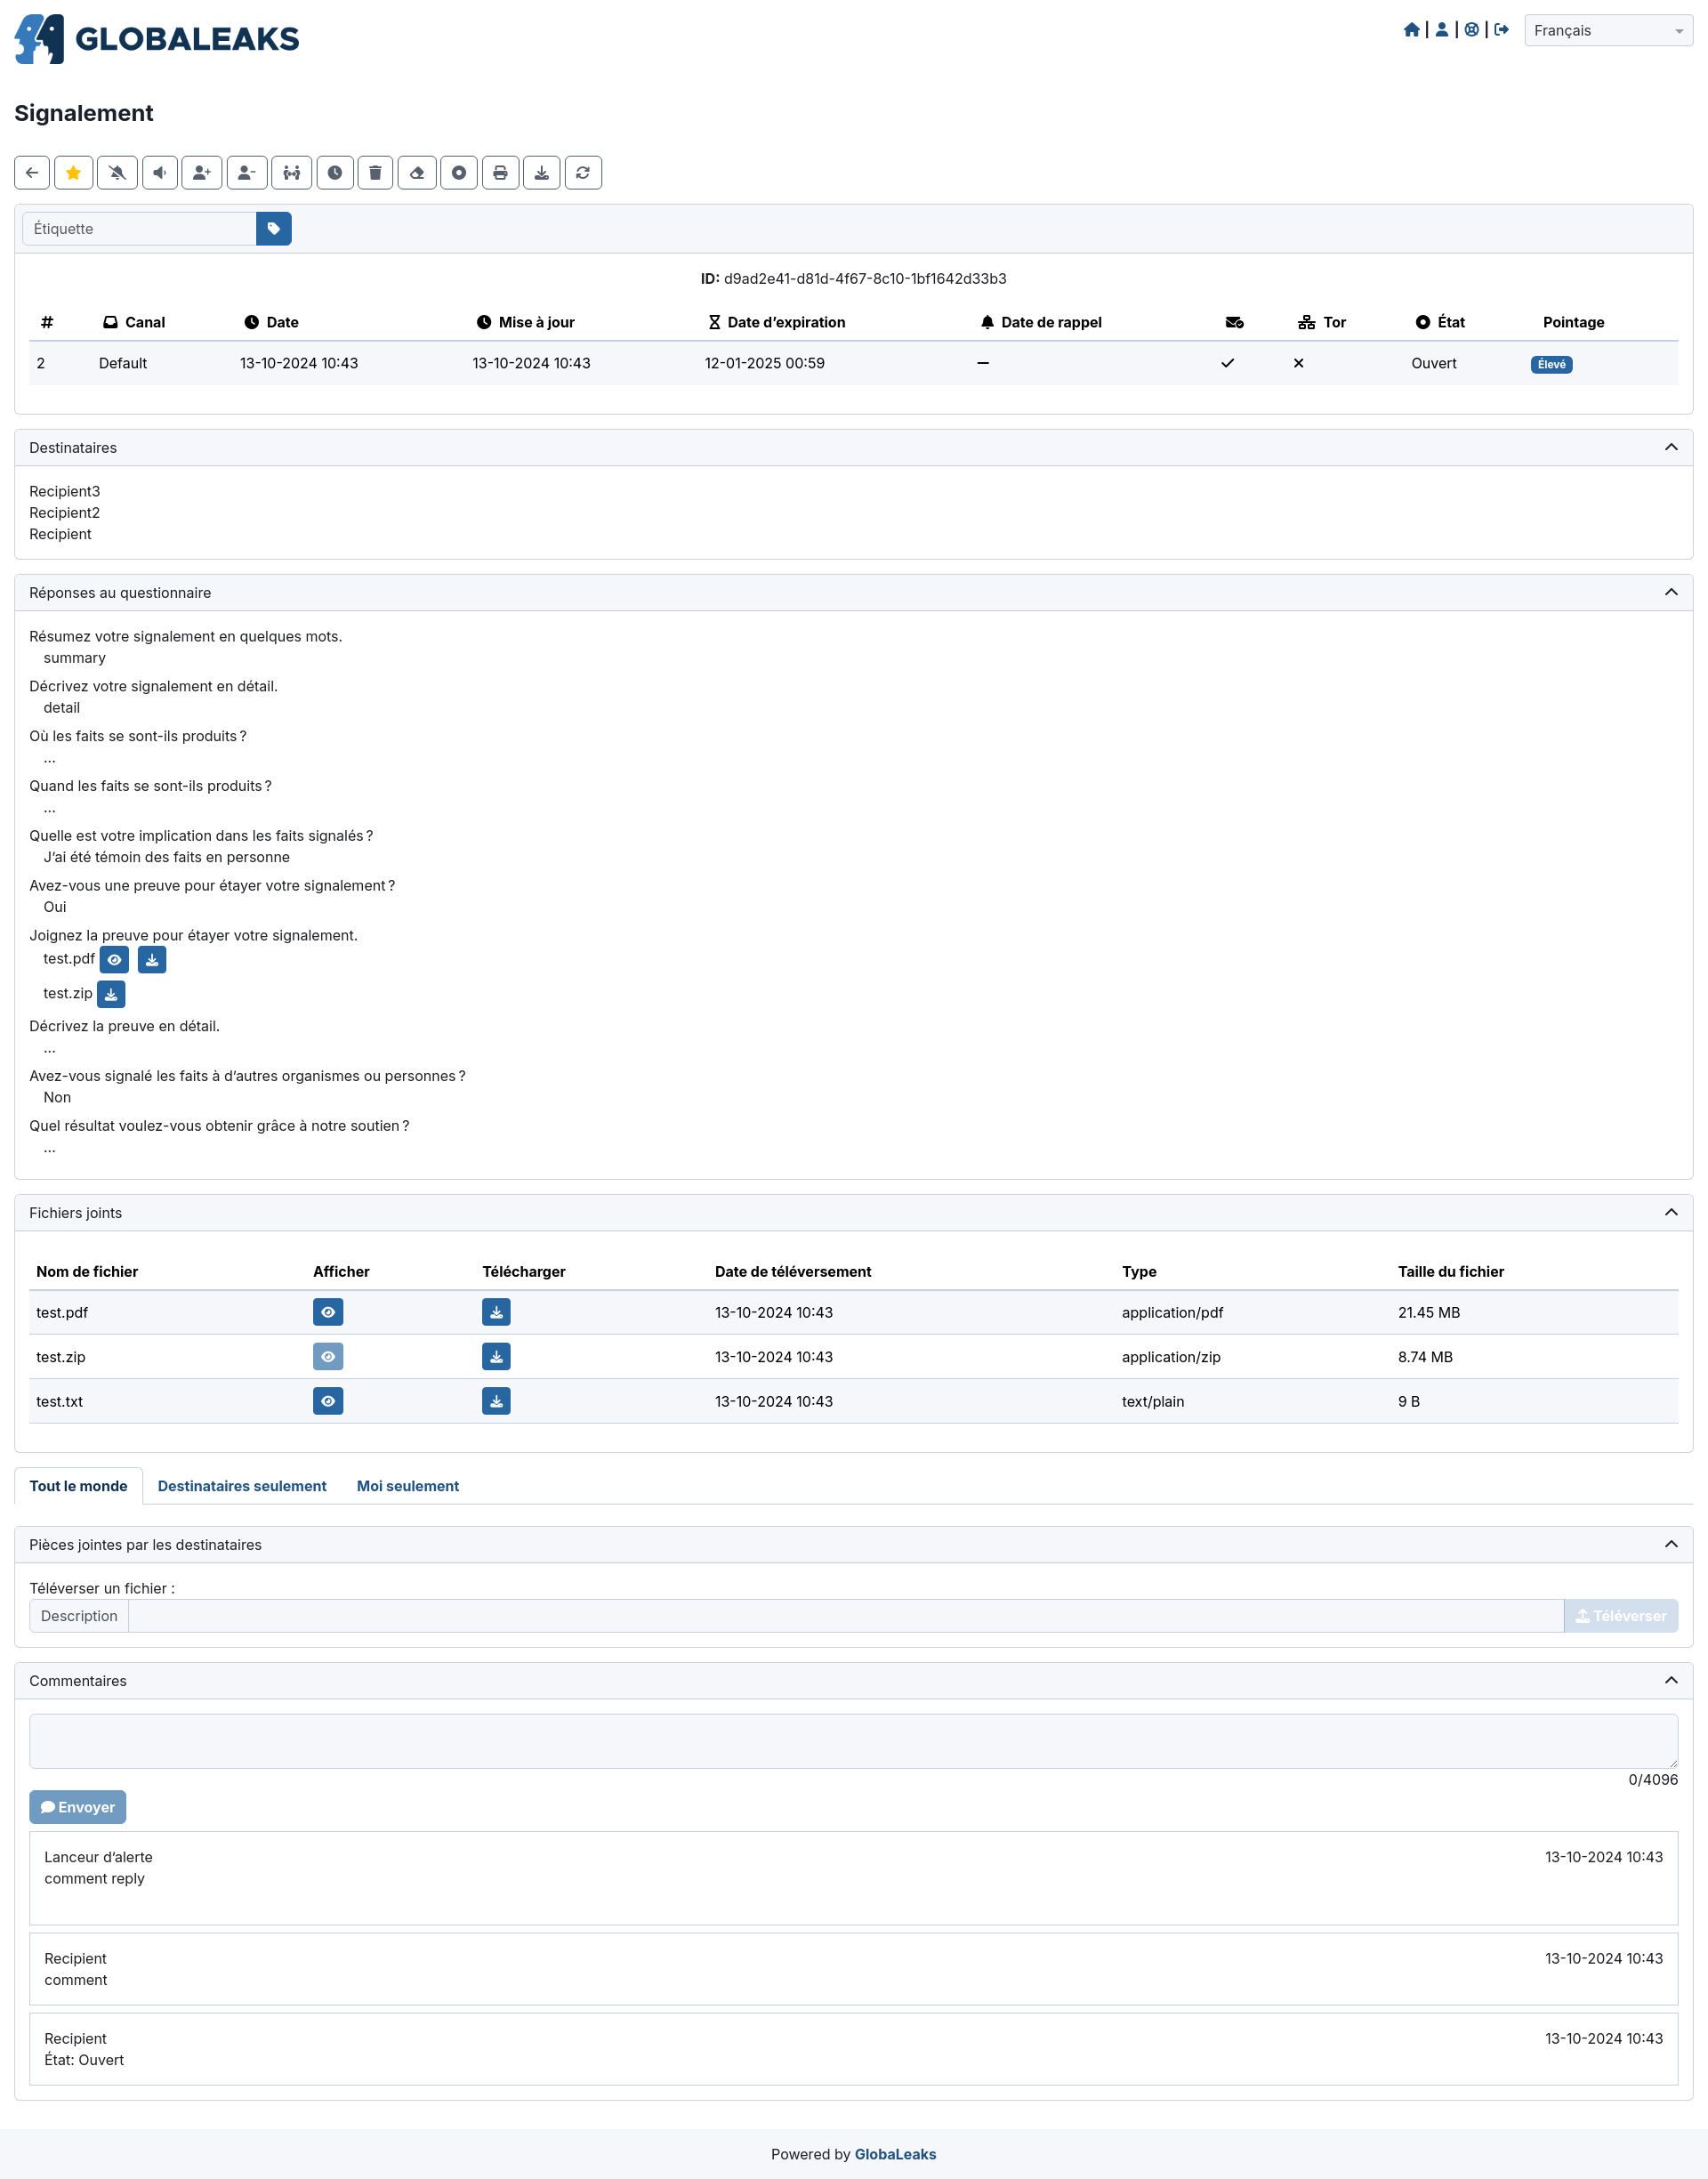 GLOBALEAKS
Français
Signalement
Étiquette
ID: d9ad2e41-d81d-4f67-8c10-1bf1642d33b3
# Canal Date Mise à jour Date d’expiration Date de rappel Tor État Pointage
2 Default 13-10-2024 10:43 13-10-2024 10:43 12-01-2025 00:59 – Ouvert Élevé
Destinataires
Recipient3
Recipient2
Recipient
Réponses au questionnaire
Résumez votre signalement en quelques mots.
summary
Décrivez votre signalement en détail.
detail
Où les faits se sont-ils produits ?
...
Quand les faits se sont-ils produits ?
...
Quelle est votre implication dans les faits signalés ?
J’ai été témoin des faits en personne
Avez-vous une preuve pour étayer votre signalement ?
Oui
Joignez la preuve pour étayer votre signalement.
test.pdf
test.zip
Décrivez la preuve en détail.
...
Avez-vous signalé les faits à d’autres organismes ou personnes ?
Non
Quel résultat voulez-vous obtenir grâce à notre soutien ?
...
Fichiers joints
Nom de fichier Afficher Télécharger Date de téléversement Type Taille du fichier
test.pdf 13-10-2024 10:43 application/pdf 21.45 MB
test.zip 13-10-2024 10:43 application/zip 8.74 MB
test.txt 13-10-2024 10:43 text/plain 9 B
Tout le monde Destinataires seulement Moi seulement
Pièces jointes par les destinataires
Téléverser un fichier :
Description Téléverser
Commentaires
0/4096
Envoyer
Lanceur d’alerte 13-10-2024 10:43
comment reply
Recipient 13-10-2024 10:43
comment
Recipient 13-10-2024 10:43
État: Ouvert
Powered by GlobaLeaks